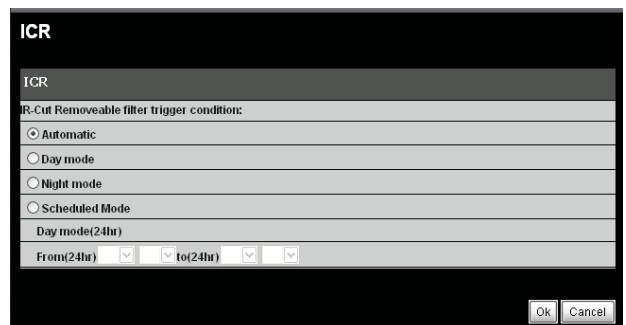 ICR
ICR
IR-Cut Removeable filter trigger condition:
Automatic
Day mode
Night mode
Scheduled Mode
Day mode(24hr)
From(24hr) to(24hr)
Ok Cancel